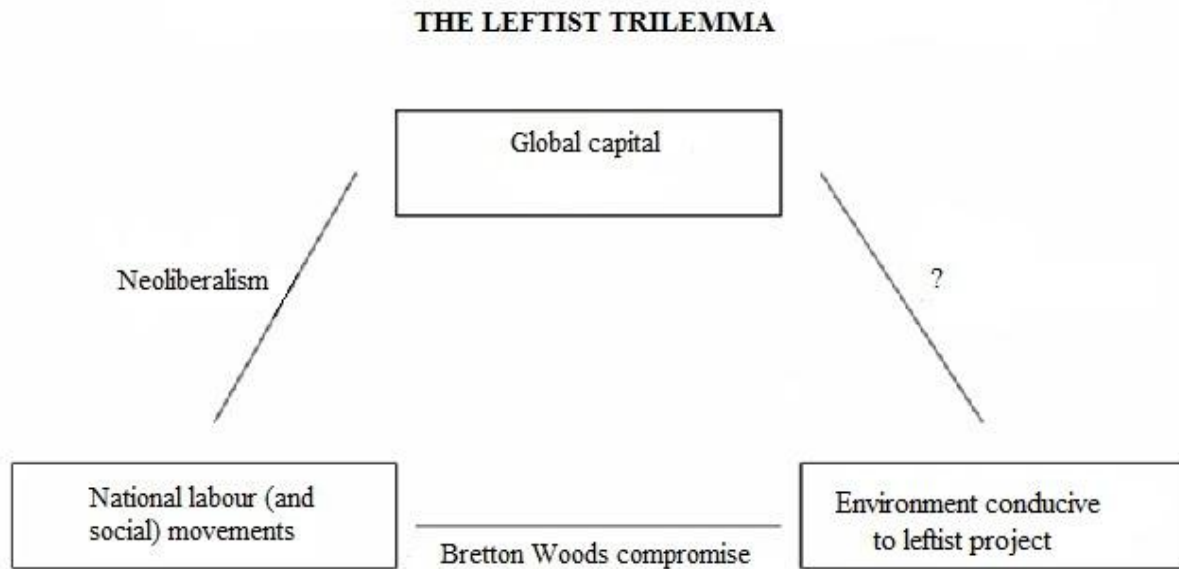 THE LEFTIST TRILEMMA
Global capital
Neoliberalism
?
National labour (and
social) movements
Environment conducive
to leftist project
Bretton Woods compromise